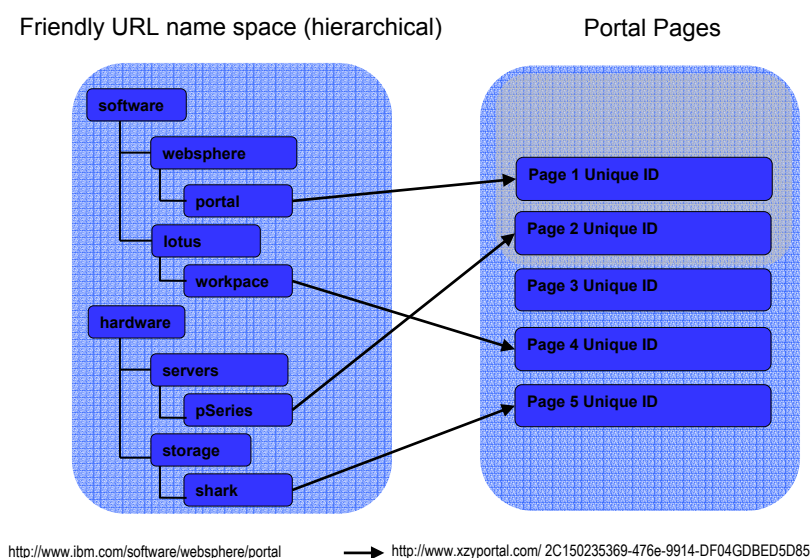 Friendly URL name space (hierarchical)
Portal Pages
software
websphere
portal
lotus
workpace
hardware
servers
pSeries
storage
shark
Page 1 Unique ID
Page 2 Unique ID
Page 3 Unique ID
Page 4 Unique ID
Page 5 Unique ID
http://www.ibm.com/software/websphere/portal
http://www.xzyportal.com/ 2C150235369-476e-9914-DF04GDBED5D85